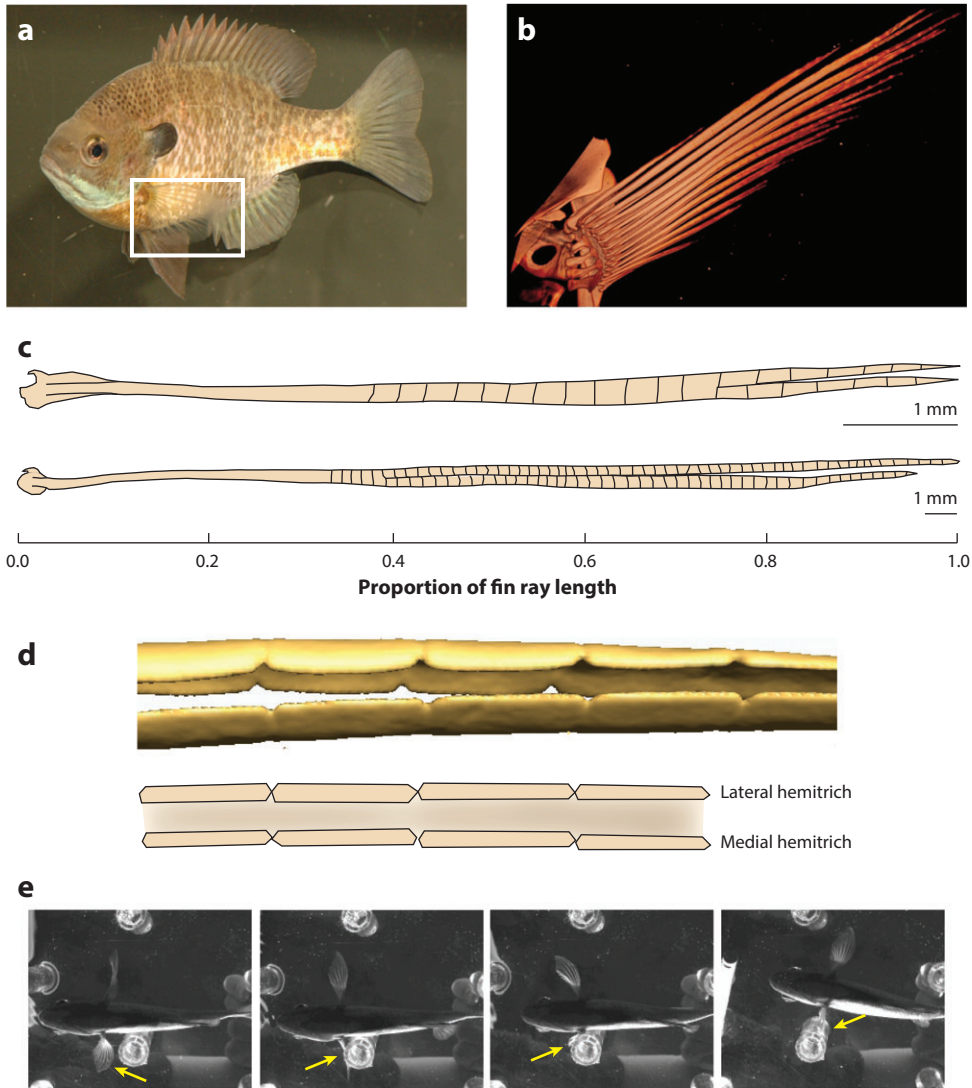 a
b
c
1 mm
1 mm
0.0 0.2 0.4 0.6 0.8 1.0
Proportion of fin ray length
d
Lateral hemitrich
Medial hemitrich
e